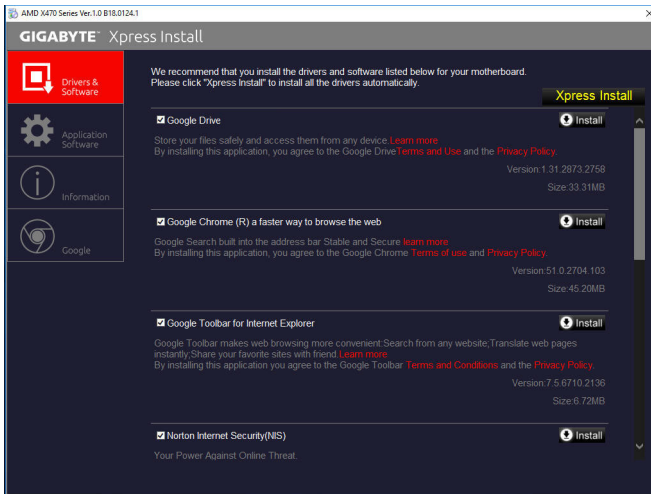 AMD X470 Series Ver.1.0 B18.0124.1
GIGABYTE™ Xpress Install
Drivers &
Software
Application
Software
Information
Google
We recommend that you install the drivers and software listed below for your motherboard.
Please click "Xpress Install" to install all the drivers automatically.
Xpress Install
Google Drive
Install
Store your files safely and access them from any device.Learn more
By installing this application, you agree to the Google DriveTerms and Use and the Privacy Policy.
Version:1.31.2873.2758
Size:33.31MB
Google Chrome (R) a faster way to browse the web
Install
Google Search built into the address bar Stable and Secure learn more
By installing this application, you agree to the Google Chrome Terms of use and Privacy Policy.
Version:51.0.2704.103
Size:45.20MB
Google Toolbar for Internet Explorer
Install
Google Toolbar makes web browsing more convenient:Search from any website;Translate web pages
instantly;Share your favorite sites with friend.Learn more
By installing this application you agree to the Google Toolbar Terms and Conditions and the Privacy Policy.
Version:7.5.6710.2136
Size:6.72MB
Norton Internet Security(NIS)
Install
Your Power Against Online Threat.